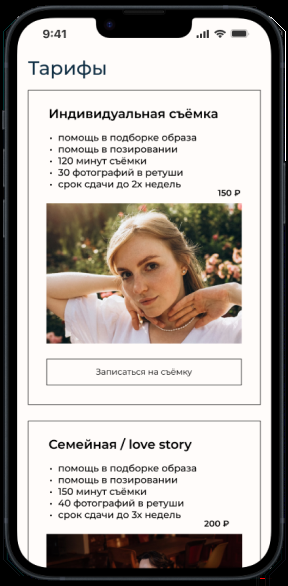 9:41
Тарифы
Индивидуальная съёмка
• помощь в подборке образа
• помощь в позировании
• 120 минут съёмки
• 30 фотографий в ретуши
• срок сдачи до 2х недель
150 ₽
Записаться на съёмку
Семейная / love story
• помощь в подборке образа
• помощь в позировании
• 150 минут съёмки
• 40 фотографий в ретуши
• срок сдачи до 3х недель
200 ₽